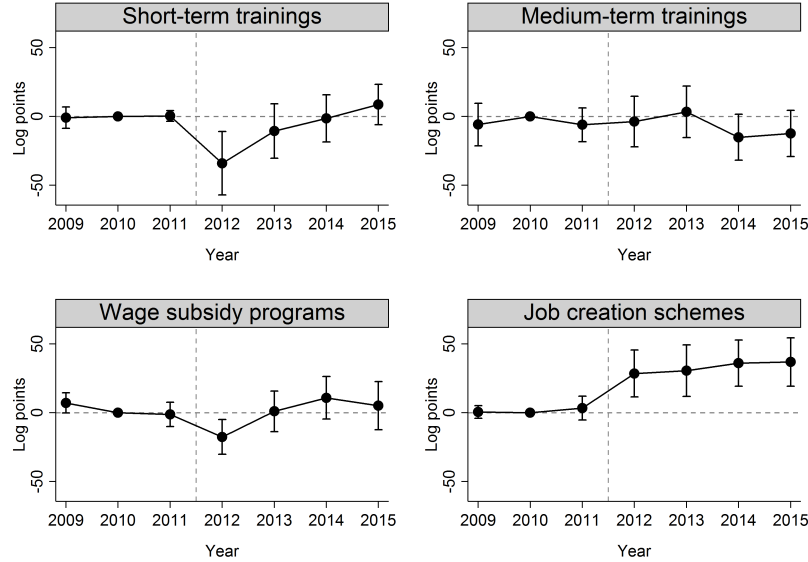 Short-term trainings
Log points
50
0
-50
2009 2010 2011 2012 2013 2014 2015
Year
Medium-term trainings
Log points
50
0
-50
2009 2010 2011 2012 2013 2014 2015
Year
Wage subsidy programs
Log points
50
0
-50
2009 2010 2011 2012 2013 2014 2015
Year
Job creation schemes
Log points
50
0
-50
2009 2010 2011 2012 2013 2014 2015
Year